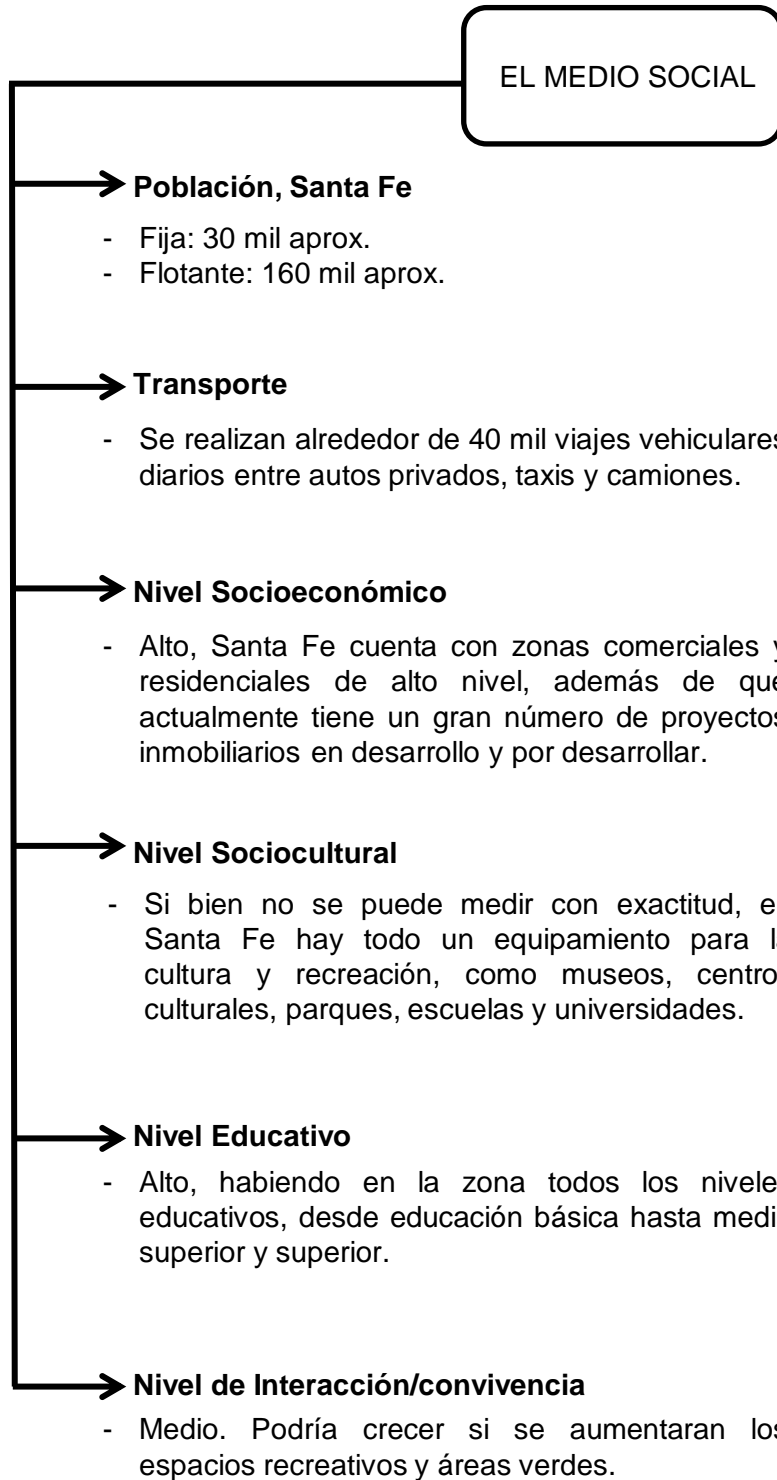 EL MEDIO SOCIAL
Población, Santa Fe
- Fija: 30 mil aprox.
- Flotante: 160 mil aprox.
Transporte
- Se realizan alrededor de 40 mil viajes vehiculares
diarios entre autos privados, taxis y camiones.
Nivel Socioeconómico
- Alto, Santa Fe cuenta con zonas comerciales y
residenciales de alto nivel, además de que
actualmente tiene un gran número de proyectos
inmobiliarios en desarrollo y por desarrollar.
Nivel Sociocultural
- Si bien no se puede medir con exactitud, en
Santa Fe hay todo un equipamiento para la
cultura y recreación, como museos, centros
culturales, parques, escuelas y universidades.
Nivel Educativo
- Alto, habiendo en la zona todos los niveles
educativos, desde educación básica hasta media
superior y superior.
Nivel de Interacción/convivencia
- Medio. Podría crecer si se aumentaran los
espacios recreativos y áreas verdes.